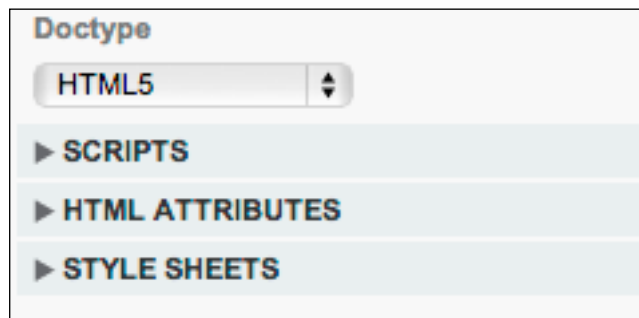 Doctype
HTML5
SCRIPTS
HTML ATTRIBUTES
STYLE SHEETS